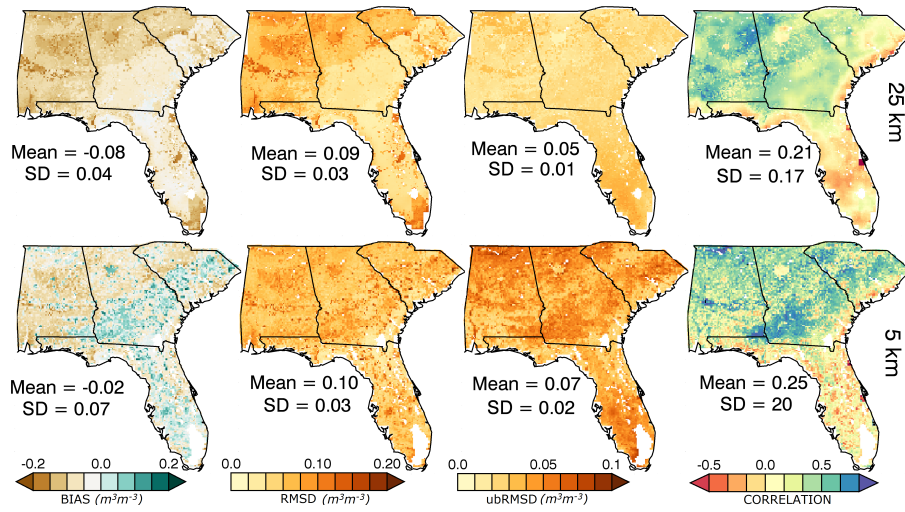 Mean = -0.08
SD = 0.04
Mean = 0.09
SD = 0.03
Mean = 0.05
SD = 0.01
Mean = 0.21
SD = 0.17
25 km
Mean = -0.02
SD = 0.07
Mean = 0.10
SD = 0.03
Mean = 0.07
SD = 0.02
Mean = 0.25
SD = 20
5 km
-0.2 0.0 0.2
BIAS (m³m⁻³)
0.0 0.10 0.20
RMSD (m³m⁻³)
0.0 0.05 0.1
ubRMSD (m³m⁻³)
-0.5 0.0 0.5
CORRELATION